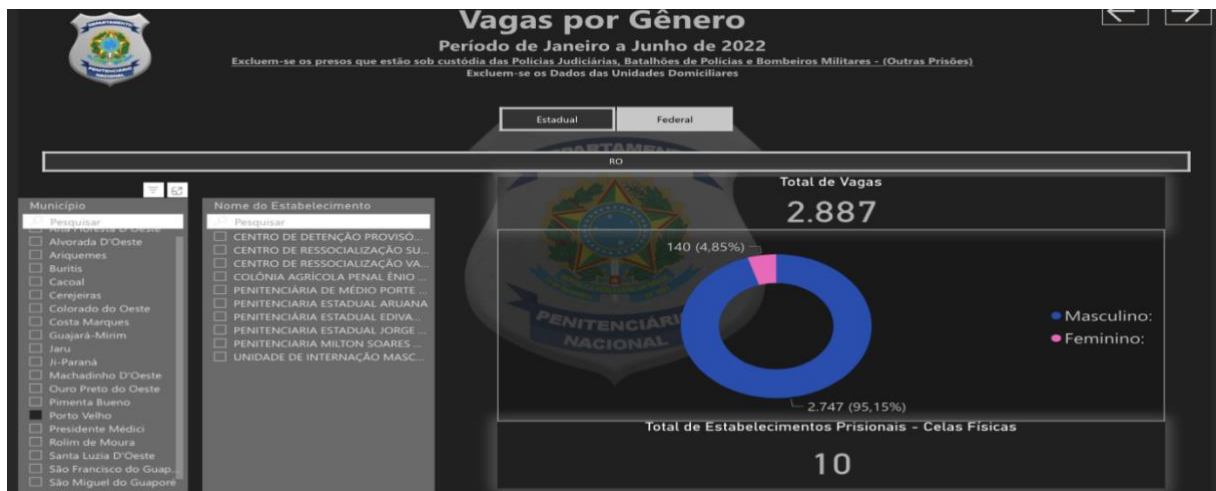 Vagas por Gênero
Período de Janeiro a Junho de 2022
Excluem-se os presos que estão sob custódia das Polícias Judiciárias, Batalhões de Polícias e Bombeiros Militares - (Outras Prisões)
Excluem-se os Dados das Unidades Domiciliares
DEPARTAMENTO
PENITENCIÁRIO
NACIONAL
Estadual
Federal
RO
Município
Pesquisar
Alvorada D'Oeste
Ariquemes
Buritis
Cacoal
Cerejeiras
Colorado do Oeste
Costa Marques
Guajará-Mirim
Jaru
Ji-Paraná
Machadinho D'Oeste
Ouro Preto do Oeste
Pimenta Bueno
Porto Velho
Presidente Médici
Rolim de Moura
Santa Luzia D'Oeste
São Francisco do Guap...
São Miguel do Guaporé
Nome do Estabelecimento
Pesquisar
CENTRO DE DETENÇÃO PROVISÓ...
CENTRO DE RESSOCIALIZAÇÃO SU...
CENTRO DE RESSOCIALIZAÇÃO VA...
COLÔNIA AGRÍCOLA PENAL ÊNIO ...
PENITENCIÁRIA DE MÉDIO PORTE ...
PENITENCIARIA ESTADUAL ARUANA
PENITENCIÁRIA ESTADUAL EDIVA...
PENITENCIARIA ESTADUAL JORGE ...
PENITENCIARIA MILTON SOARES ...
UNIDADE DE INTERNAÇÃO MASC...
Total de Vagas
2.887
140 (4,85%)
Masculino:
Feminino:
2.747 (95,15%)
PENITENCIÁRI
NACIONAL
Total de Estabelecimentos Prisionais - Celas Físicas
10